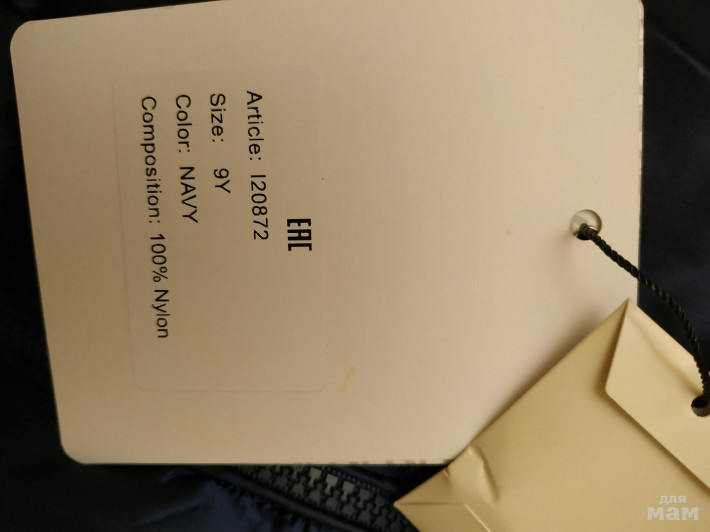 EAC
Article: I20872
Size: 9Y
Color: NAVY
Composition: 100% Nylon
для
мам